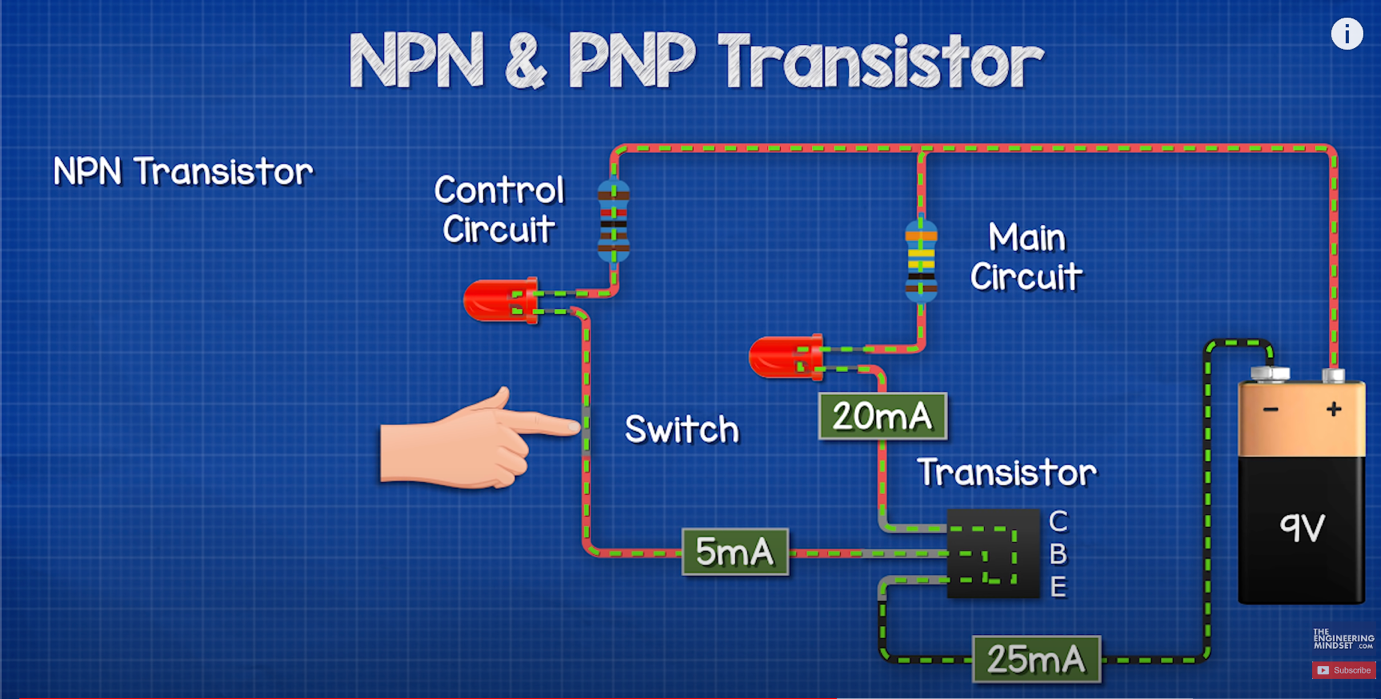 NPN & PNP Transistor
i
NPN Transistor
Control
Circuit
Main
Circuit
Switch
20mA
Transistor
C
B
E
5mA
25mA
- +
9V
THE
ENGINEERING
MINDSET .COM
Subscribe